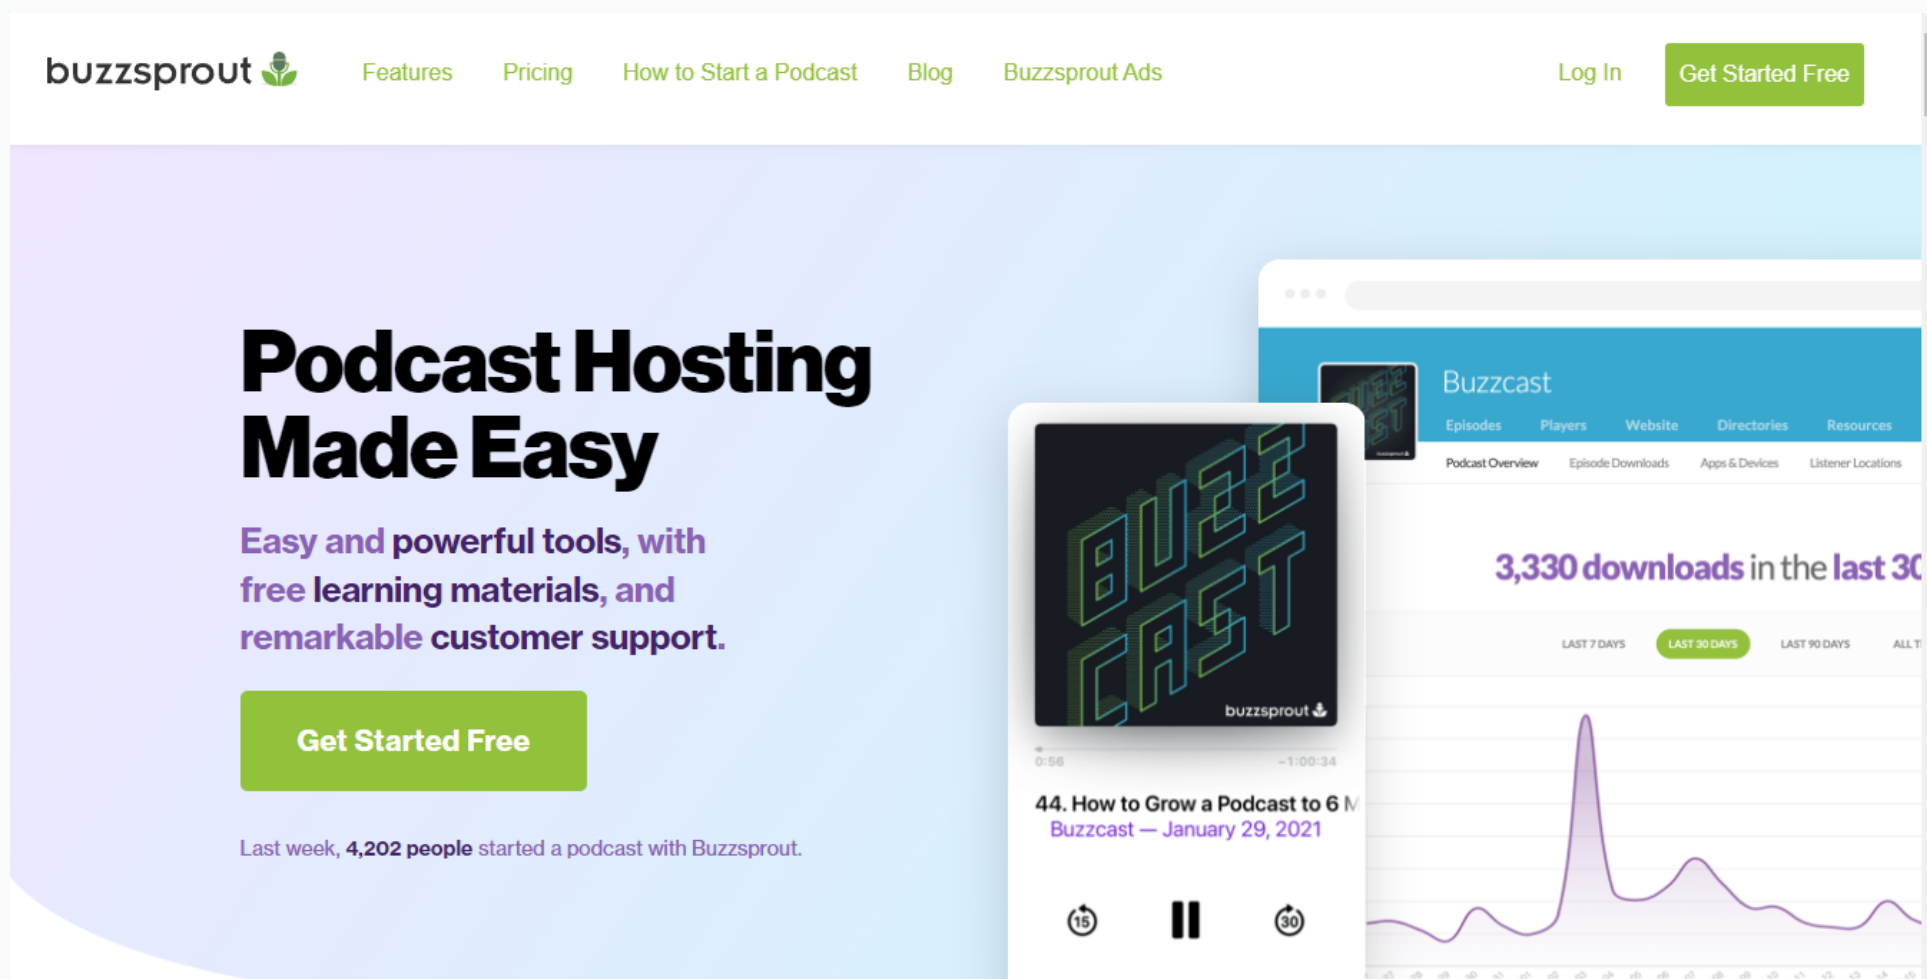 buzzsprout
Features
Pricing
How to Start a Podcast
Blog
Buzzsprout Ads
Log In
Get Started Free
Podcast Hosting
Made Easy
Easy and powerful tools, with
free learning materials, and
remarkable customer support.
Get Started Free
Last week, 4,202 people started a podcast with Buzzsprout.
BUZZ
CAST
buzzsprout
0:56
-1:00:34
44. How to Grow a Podcast to 6
Buzzcast — January 29, 2021
15
30
Buzzcast
Episodes
Players
Website
Directories
Resources
Podcast Overview
Episode Downloads
Apps & Devices
Listener Locations
3,330 downloads in the last 30
LAST 7 DAYS
LAST 30 DAYS
LAST 90 DAYS
ALL